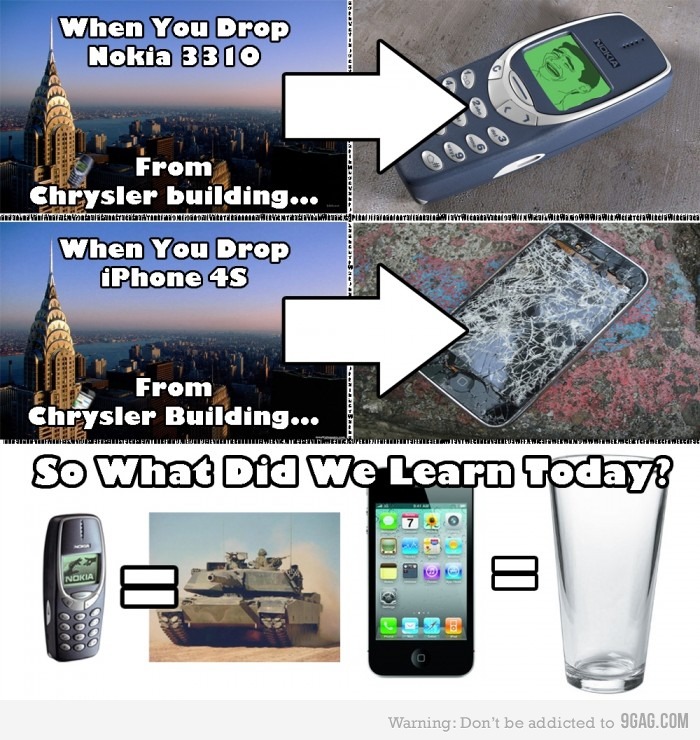 When You Drop
Nokia 3310
From
Chrysler building...
NOKIA
When You Drop
iPhone 4S
From
Chrysler Building...
So What Did We Learn Today?
NOKIA
NOKIA
=
=
Warning: Don't be addicted to 9GAG.COM